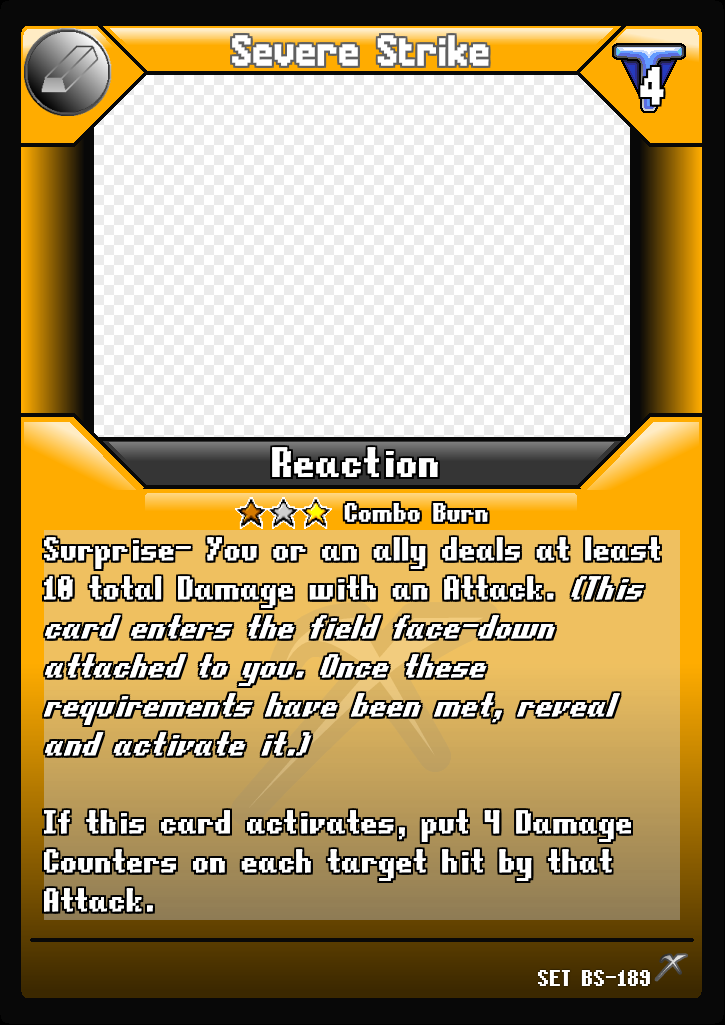 Severe Strike
4
Reaction
Combo Burn
Surprise- You or an ally deals at least
10 total Damage with an Attack. (This
card enters the field face-down
attached to you. Once these
requirements have been met, reveal
and activate it.)
If this card activates, put 4 Damage
Counters on each target hit by that
Attack.
SET BS-189